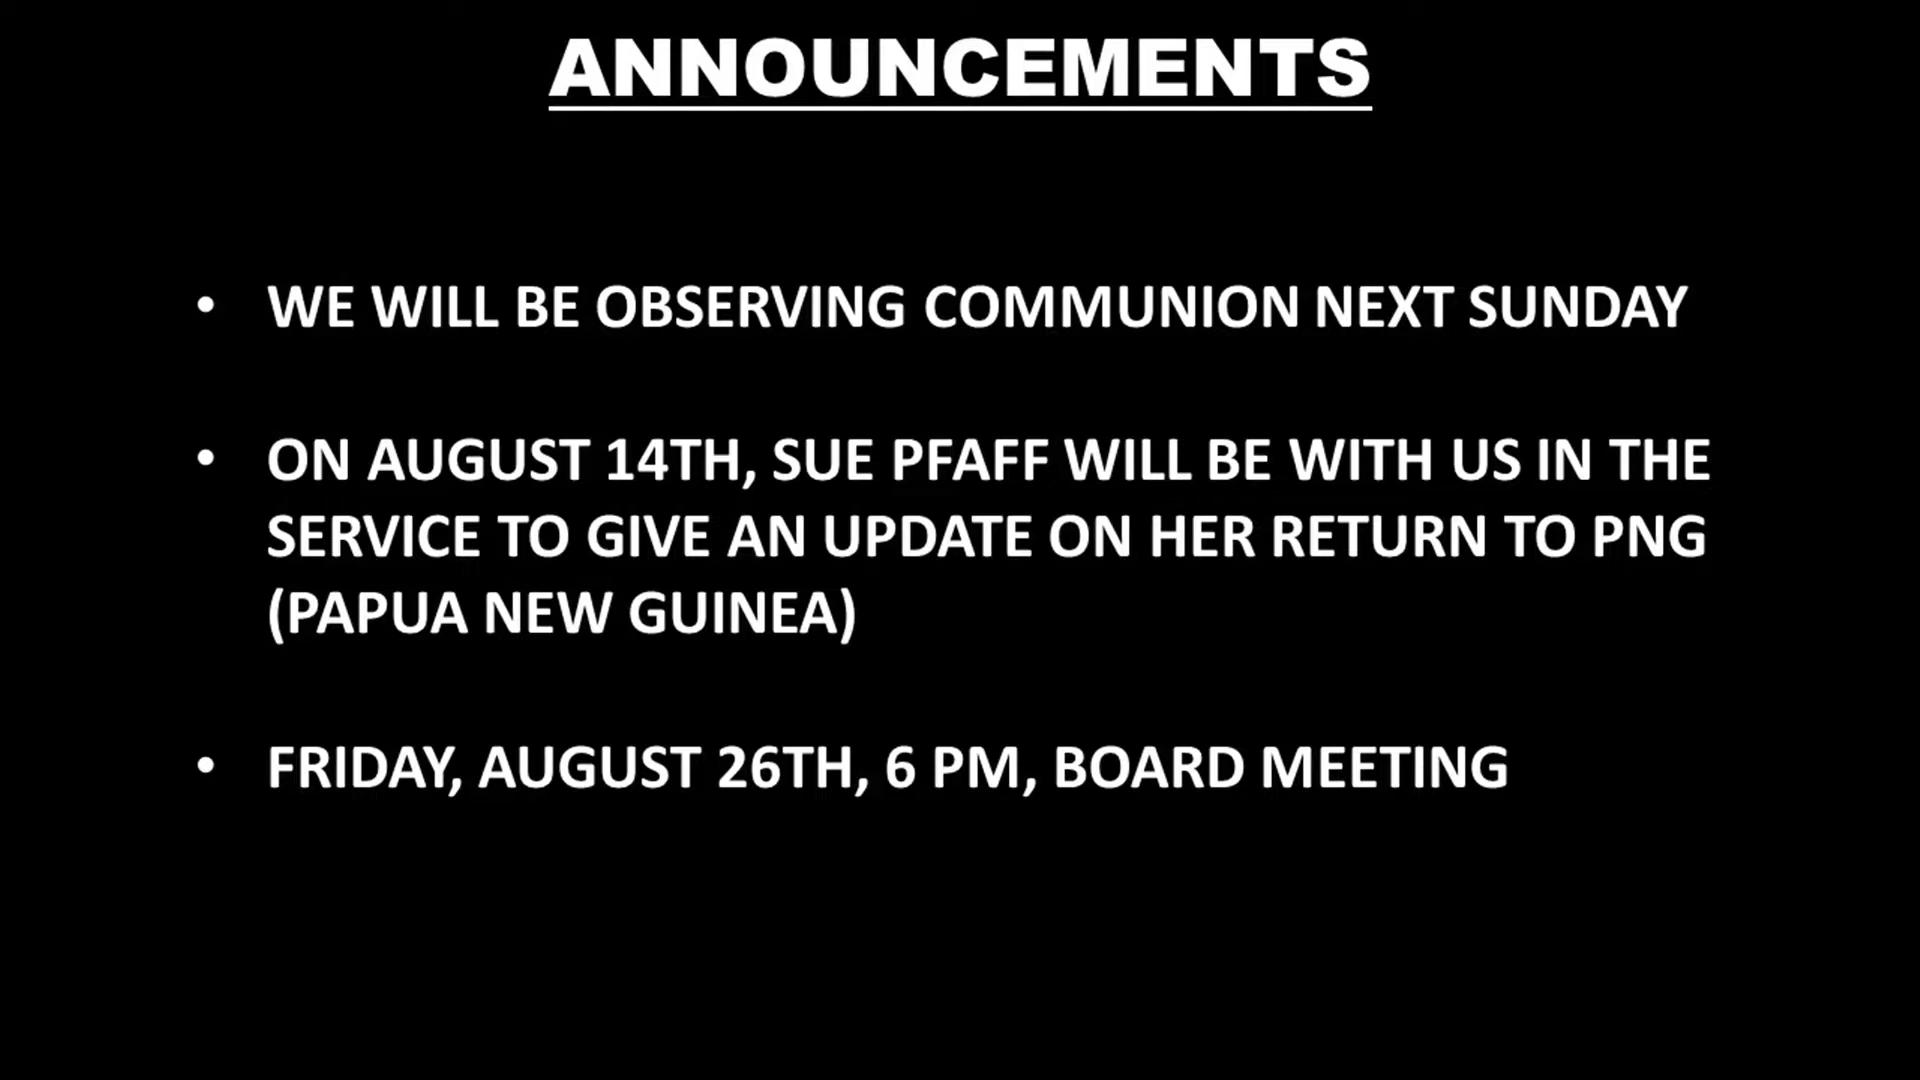 ANNOUNCEMENTS
• WE WILL BE OBSERVING COMMUNION NEXT SUNDAY
• ON AUGUST 14TH, SUE PFAFF WILL BE WITH US IN THE
SERVICE TO GIVE AN UPDATE ON HER RETURN TO PNG
(PAPUA NEW GUINEA)
• FRIDAY, AUGUST 26TH, 6 PM, BOARD MEETING